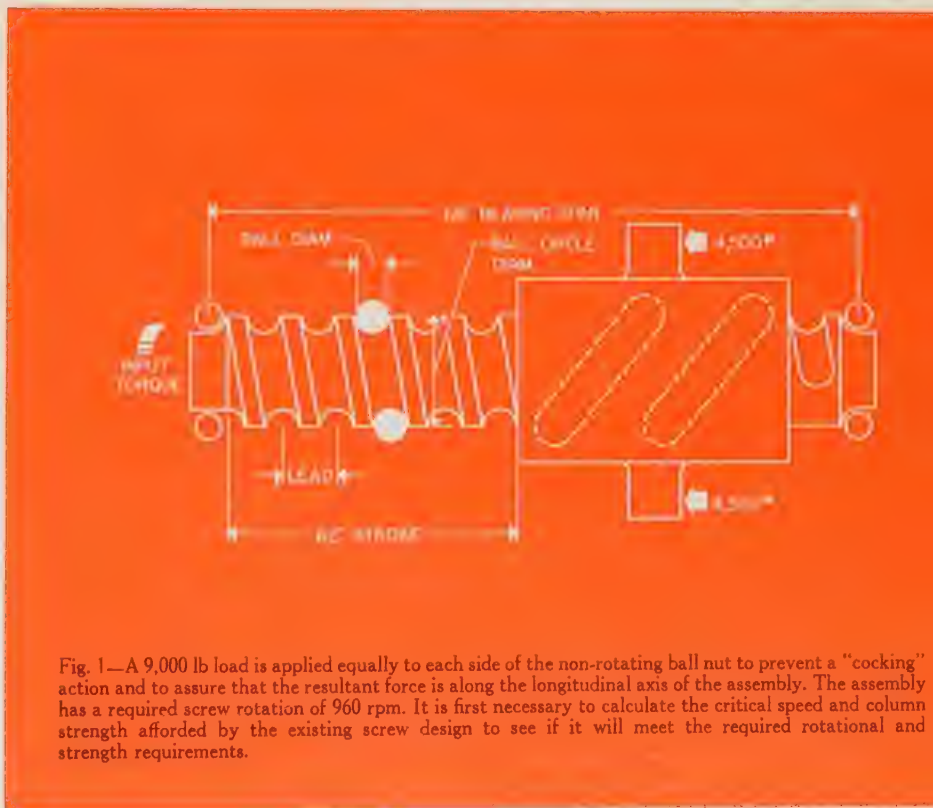 BEARING SPAN
BALL DIAM
BALL CIRCLE
DIAM
4,500#
INPUT
TORQUE
LEAD
4,500#
STROKE
Fig. 1—A 9,000 lb load is applied equally to each side of the non-rotating ball nut to prevent a “cocking”
action and to assure that the resultant force is along the longitudinal axis of the assembly. The assembly
has a required screw rotation of 960 rpm. It is first necessary to calculate the critical speed and column
strength afforded by the existing screw design to see if it will meet the required rotational and
strength requirements.